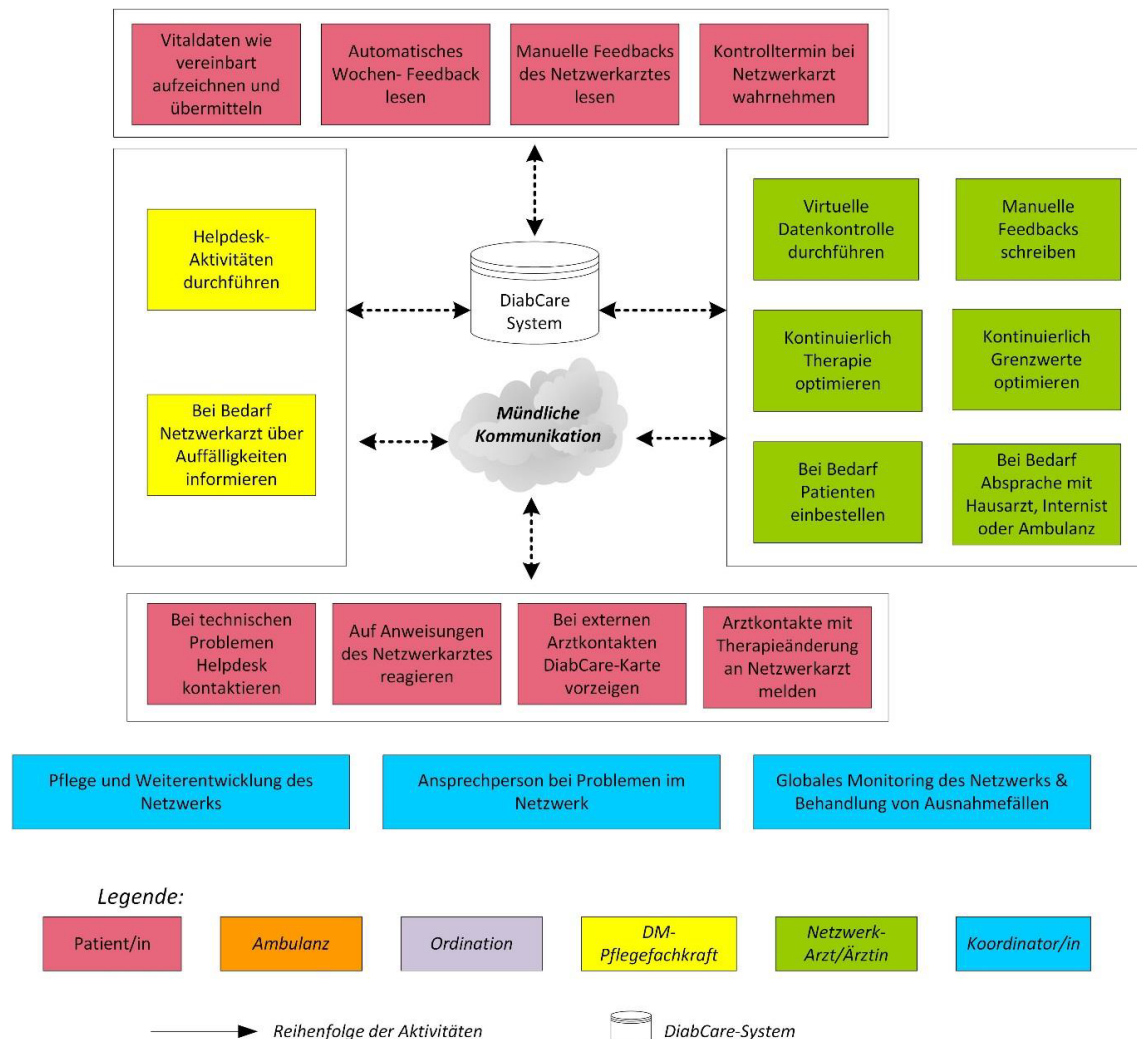 Vitaldaten wie
vereinbart
aufzeichnen und
übermitteln
Automatisches
Wochen- Feedback
lesen
Manuelle Feedbacks
des Netzwerkarztes
lesen
Kontrolltermin bei
Netzwerkarzt
wahrnehmen
Helpdesk-
Aktivitäten
durchführen
Bei Bedarf
Netzwerkarzt über
Auffälligkeiten
informieren
DiabCare
System
Mündliche
Kommunikation
Virtuelle
Datenkontrolle
durchführen
Manuelle
Feedbacks
schreiben
Kontinuierlich
Therapie
optimieren
Kontinuierlich
Grenzwerte
optimieren
Bei Bedarf
Patienten
einbestellen
Bei Bedarf
Absprache mit
Hausarzt, Internist
oder Ambulanz
Bei technischen
Problemen
Helpdesk
kontaktieren
Auf Anweisungen
des Netzwerkarztes
reagieren
Bei externen
Arztkontakten
DiabCare-Karte
vorzeigen
Arztkontakte mit
Therapieänderung
an Netzwerkarzt
melden
Pflege und Weiterentwicklung des
Netzwerks
Ansprechperson bei Problemen im
Netzwerk
Globales Monitoring des Netzwerks &
Behandlung von Ausnahmefällen
Legende:
Patient/in
Ambulanz
Ordination
DM-
Pflegefachkraft
Netzwerk-
Arzt/Ärztin
Koordinator/in
Reihenfolge der Aktivitäten
DiabCare-System